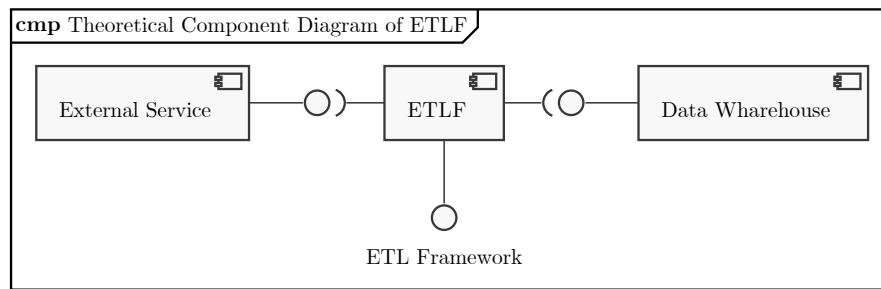 cmp Theoretical Component Diagram of ETLF
External Service
ETLF
Data Wharehouse
ETL Framework